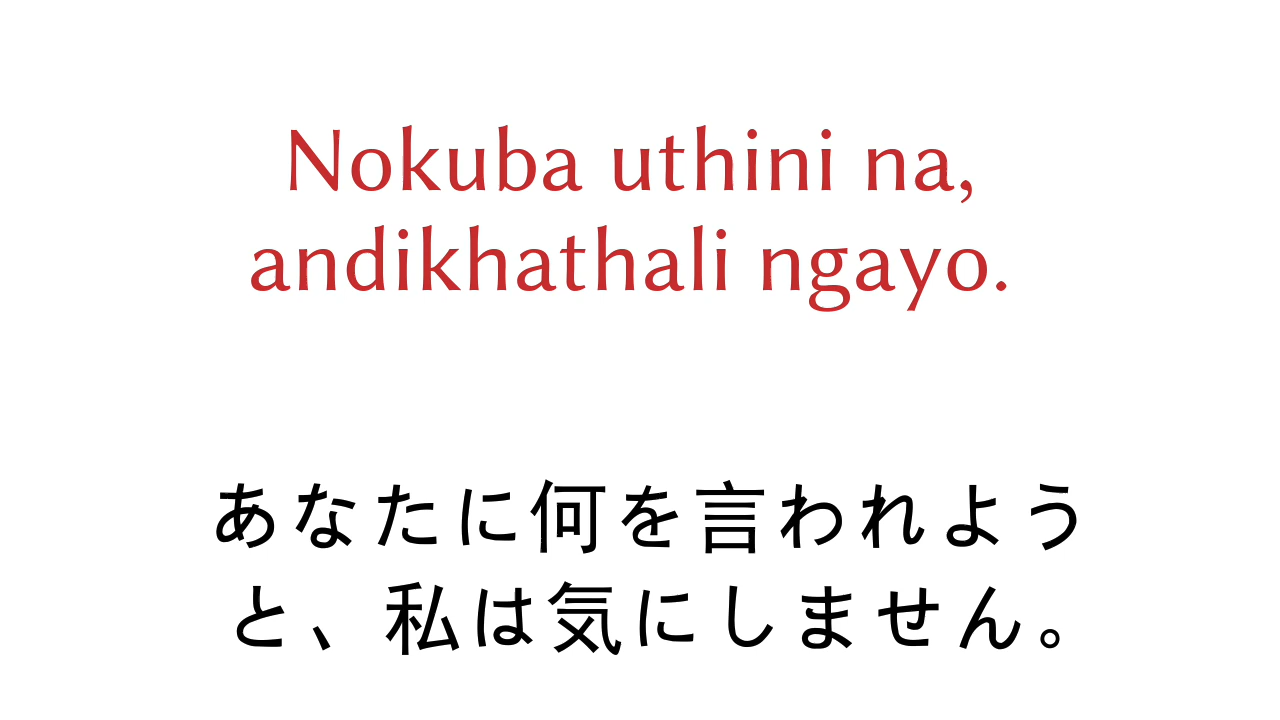 Nokuba uthini na,
andikhathali ngayo.
あなたに何を言われよう
と、私は気にしません。